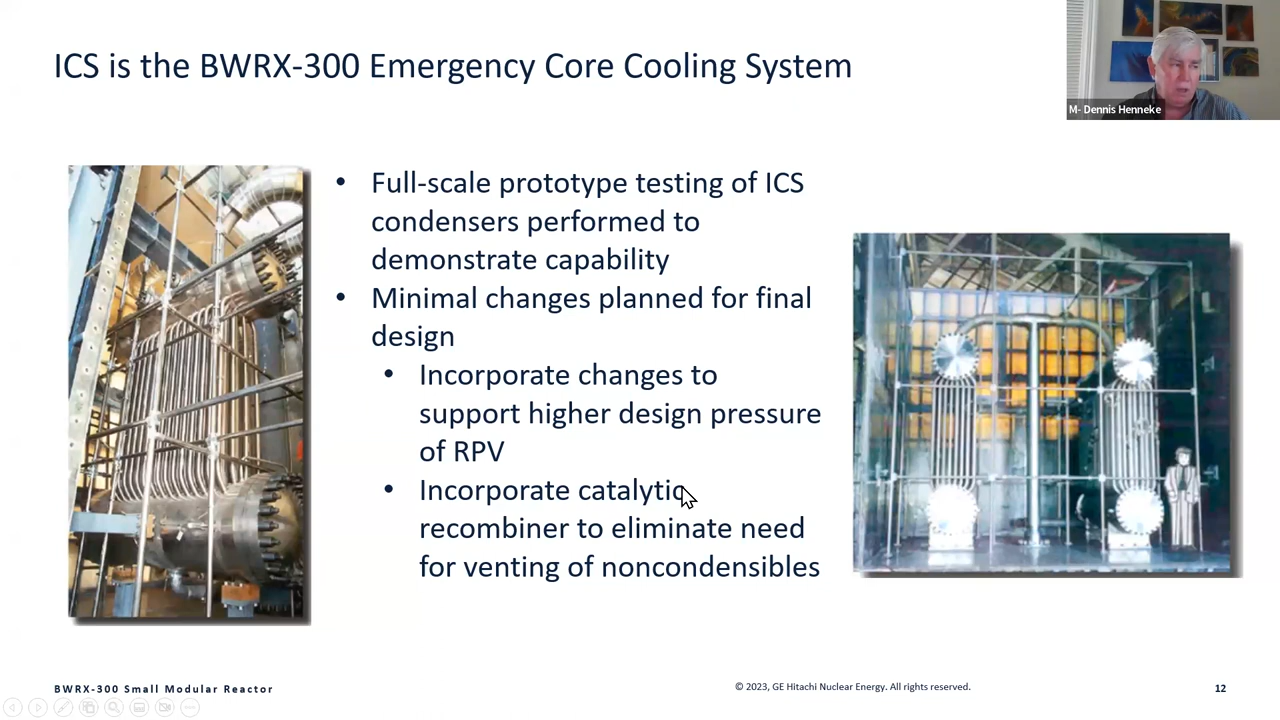 ICS is the BWRX-300 Emergency Core Cooling System
M- Dennis Henneke
• Full-scale prototype testing of ICS
condensers performed to
demonstrate capability
• Minimal changes planned for final
design
• Incorporate changes to
support higher design pressure
of RPV
• Incorporate catalytic
recombiner to eliminate need
for venting of noncondensibles
BWRX-300 Small Modular Reactor
© 2023, GE Hitachi Nuclear Energy. All rights reserved.
12